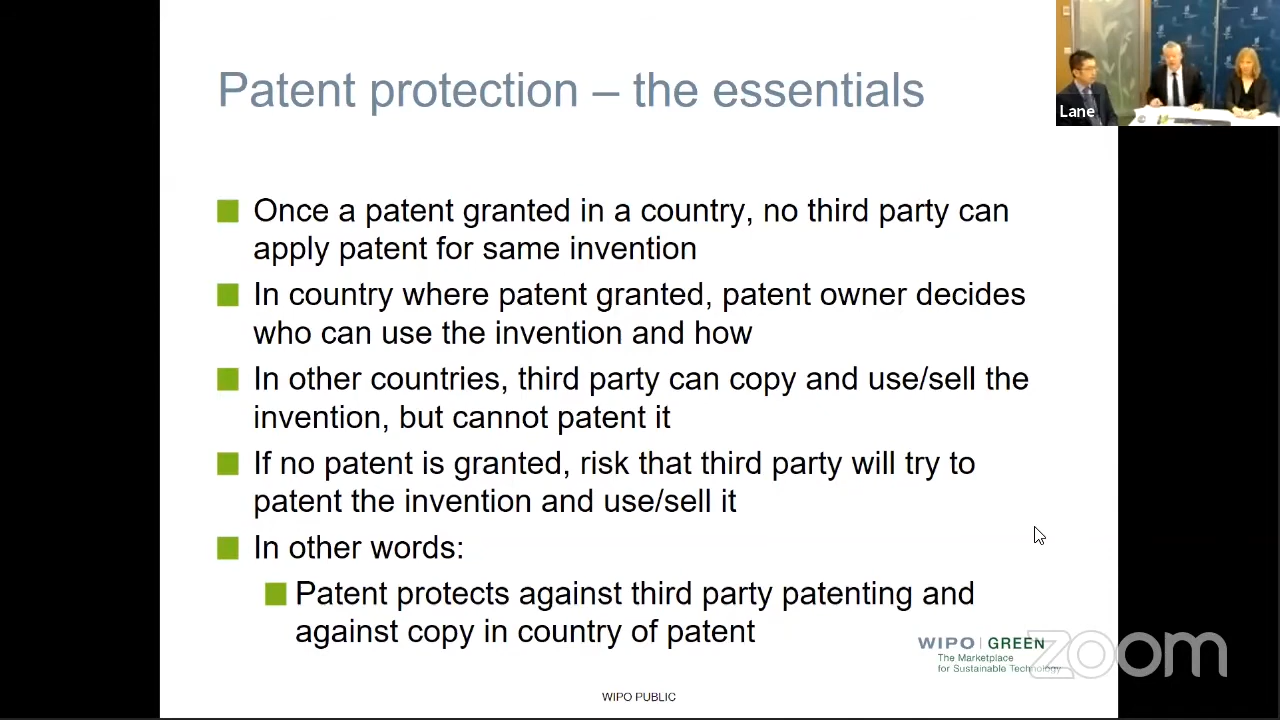 Patent protection – the essentials
Lane
Once a patent granted in a country, no third party can
apply patent for same invention
In country where patent granted, patent owner decides
who can use the invention and how
In other countries, third party can copy and use/sell the
invention, but cannot patent it
If no patent is granted, risk that third party will try to
patent the invention and use/sell it
In other words:
Patent protects against third party patenting and
against copy in country of patent
WIPO | GREEN
The Marketplace
for Sustainable Technology
zoom
WIPO PUBLIC